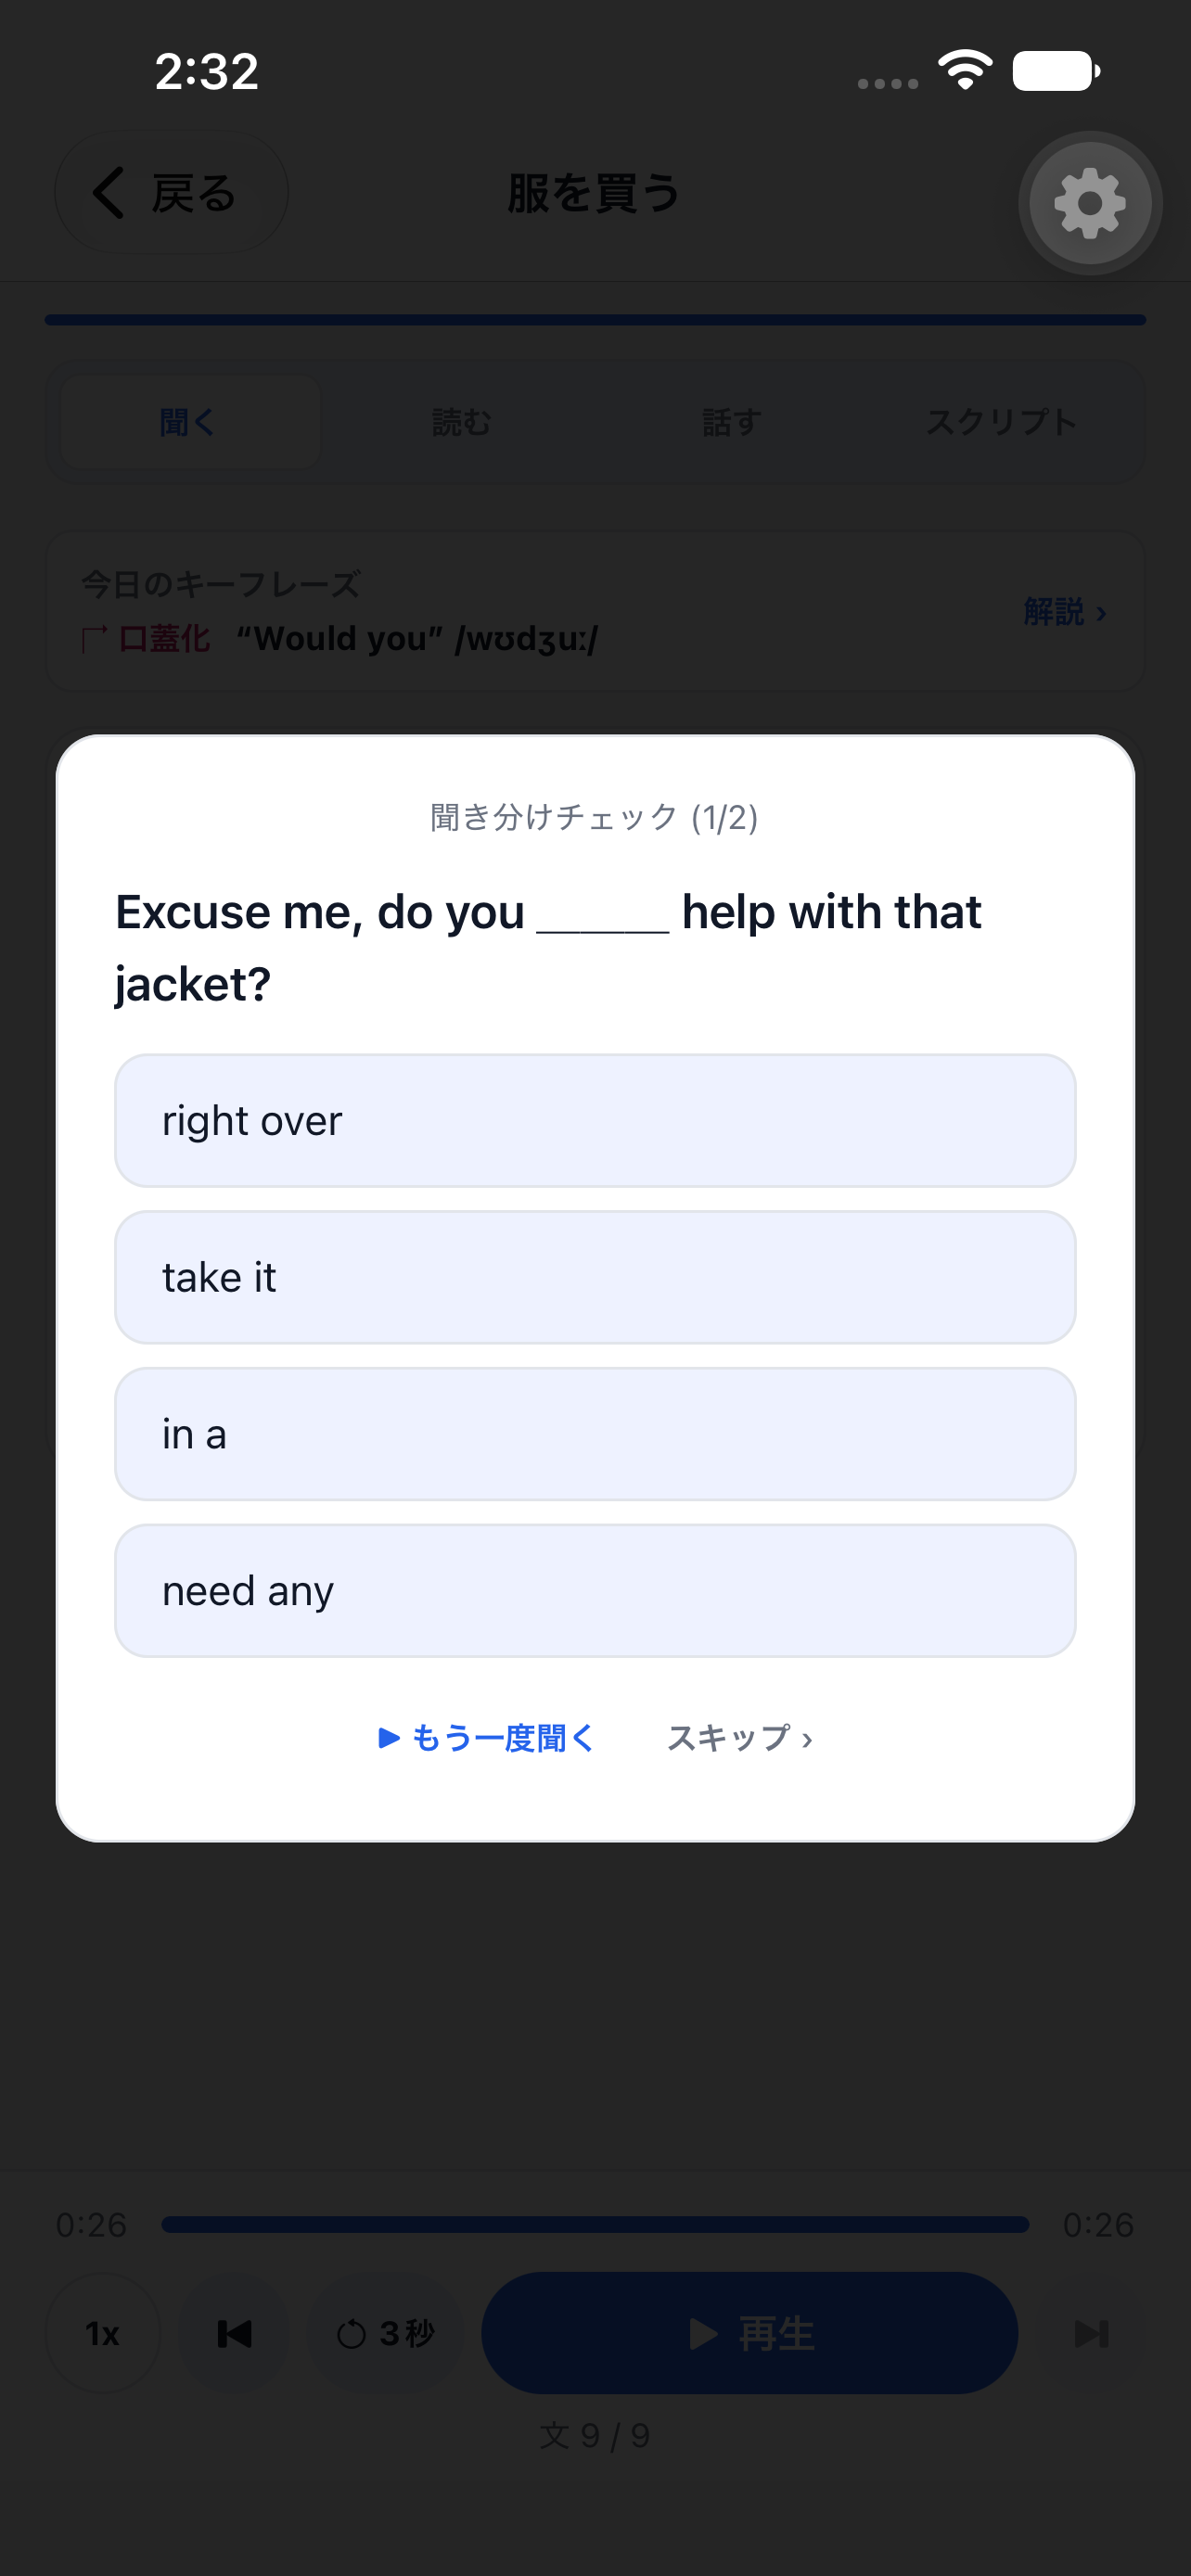 2:32
戻る
服を買う
聞く
読む
話す
スクリプト
今日のキーフレーズ
口蓋化 “Would you” /wʊdʒuː/
解説 ›
聞き分けチェック (1/2)
Excuse me, do you ______ help with that
jacket?
right over
take it
in a
need any
もう一度聞く
スキップ ›
0:26
0:26
1x
3秒
再生
文 9 / 9